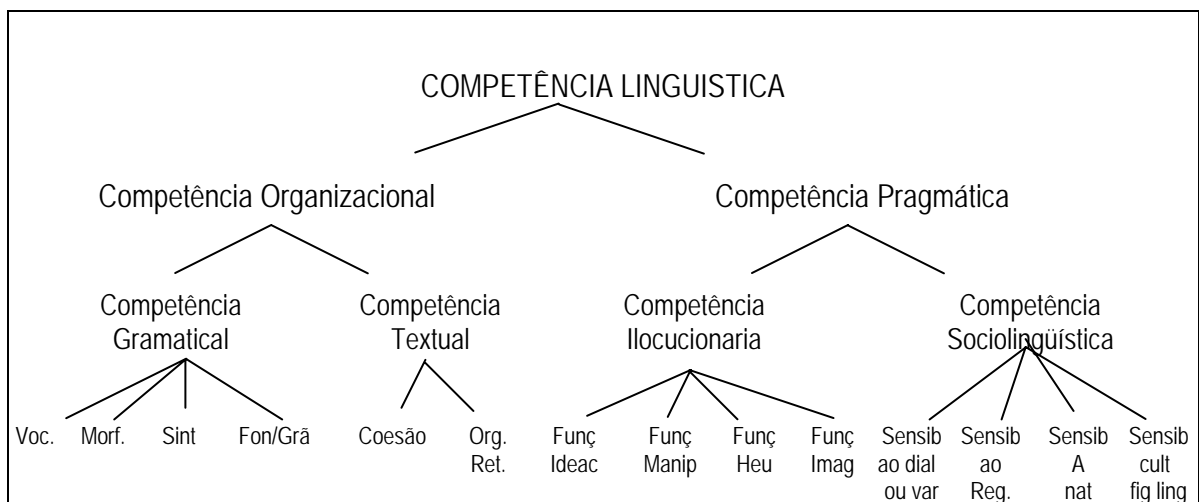 COMPETÊNCIA LINGUISTICA
Competência Organizacional
Competência Pragmática
Competência
Gramatical
Competência
Textual
Competência
Ilocucionaria
Competência
Sociolingüística
Voc.
Morf.
Sint
Fon/Grã
Coesão
Org.
Ret.
Funç
Ideac
Funç
Manip
Funç
Heu
Funç
Imag
Sensib
ao dial
ou var
Sensib
ao
Reg.
Sensib
A
nat
Sensib
cult
fig ling